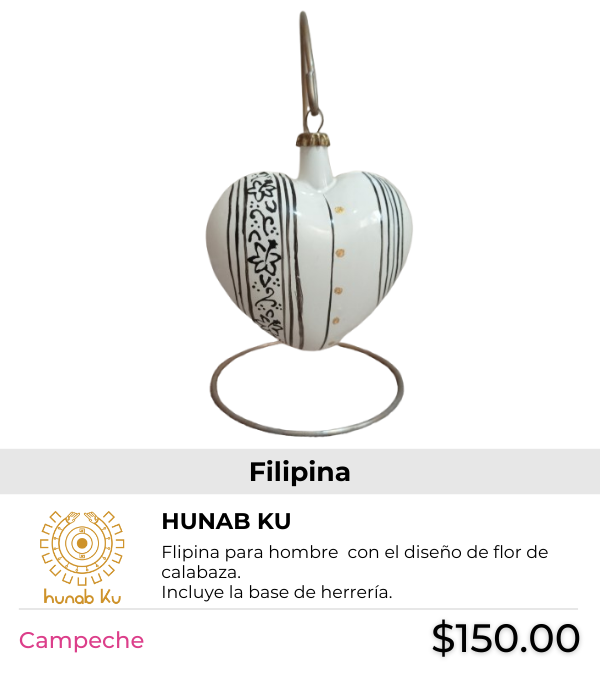 Filipina
HUNAB KU
Flipina para hombre con el diseño de flor de
calabaza.
Incluye la base de herrería.
hunab Ku
Campeche
$150.00